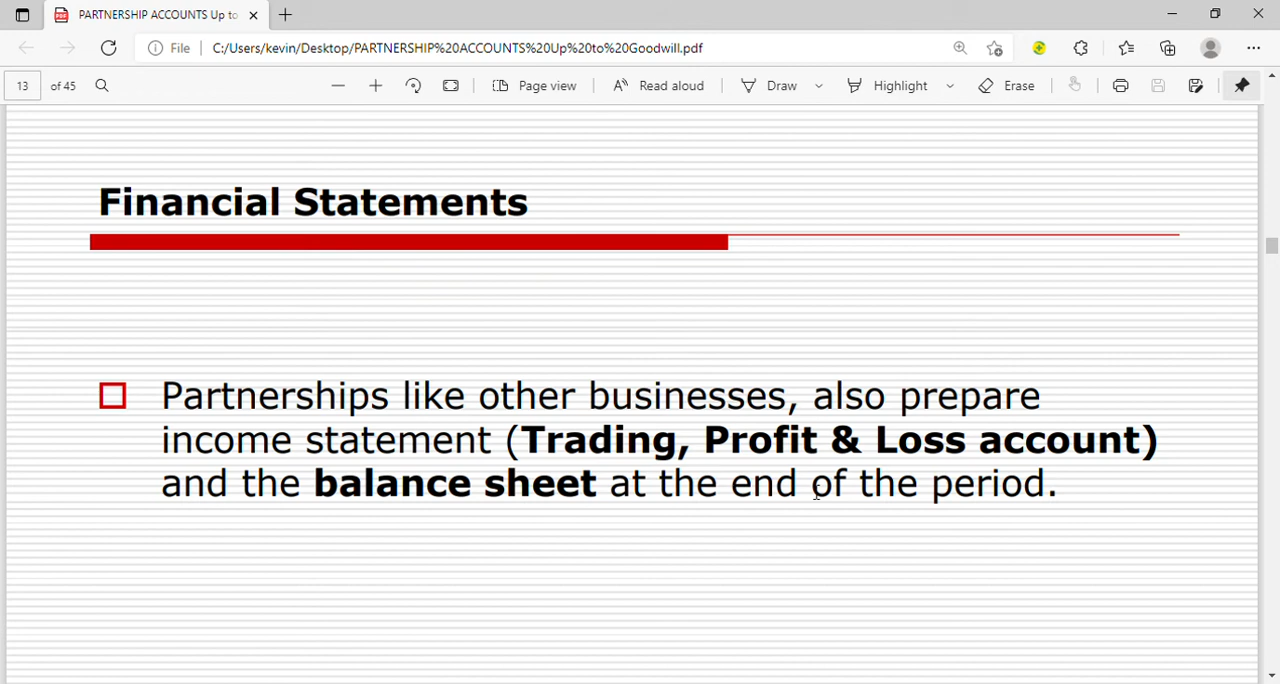 PARTNERSHIP ACCOUNTS Up to
File
C:/Users/kevin/Desktop/PARTNERSHIP%20ACCOUNTS%20Up%20to%20Goodwill.pdf
13 of 45
Page view
Read aloud
Draw
Highlight
Erase
Financial Statements
Partnerships like other businesses, also prepare
income statement (Trading, Profit & Loss account)
and the balance sheet at the end of the period.